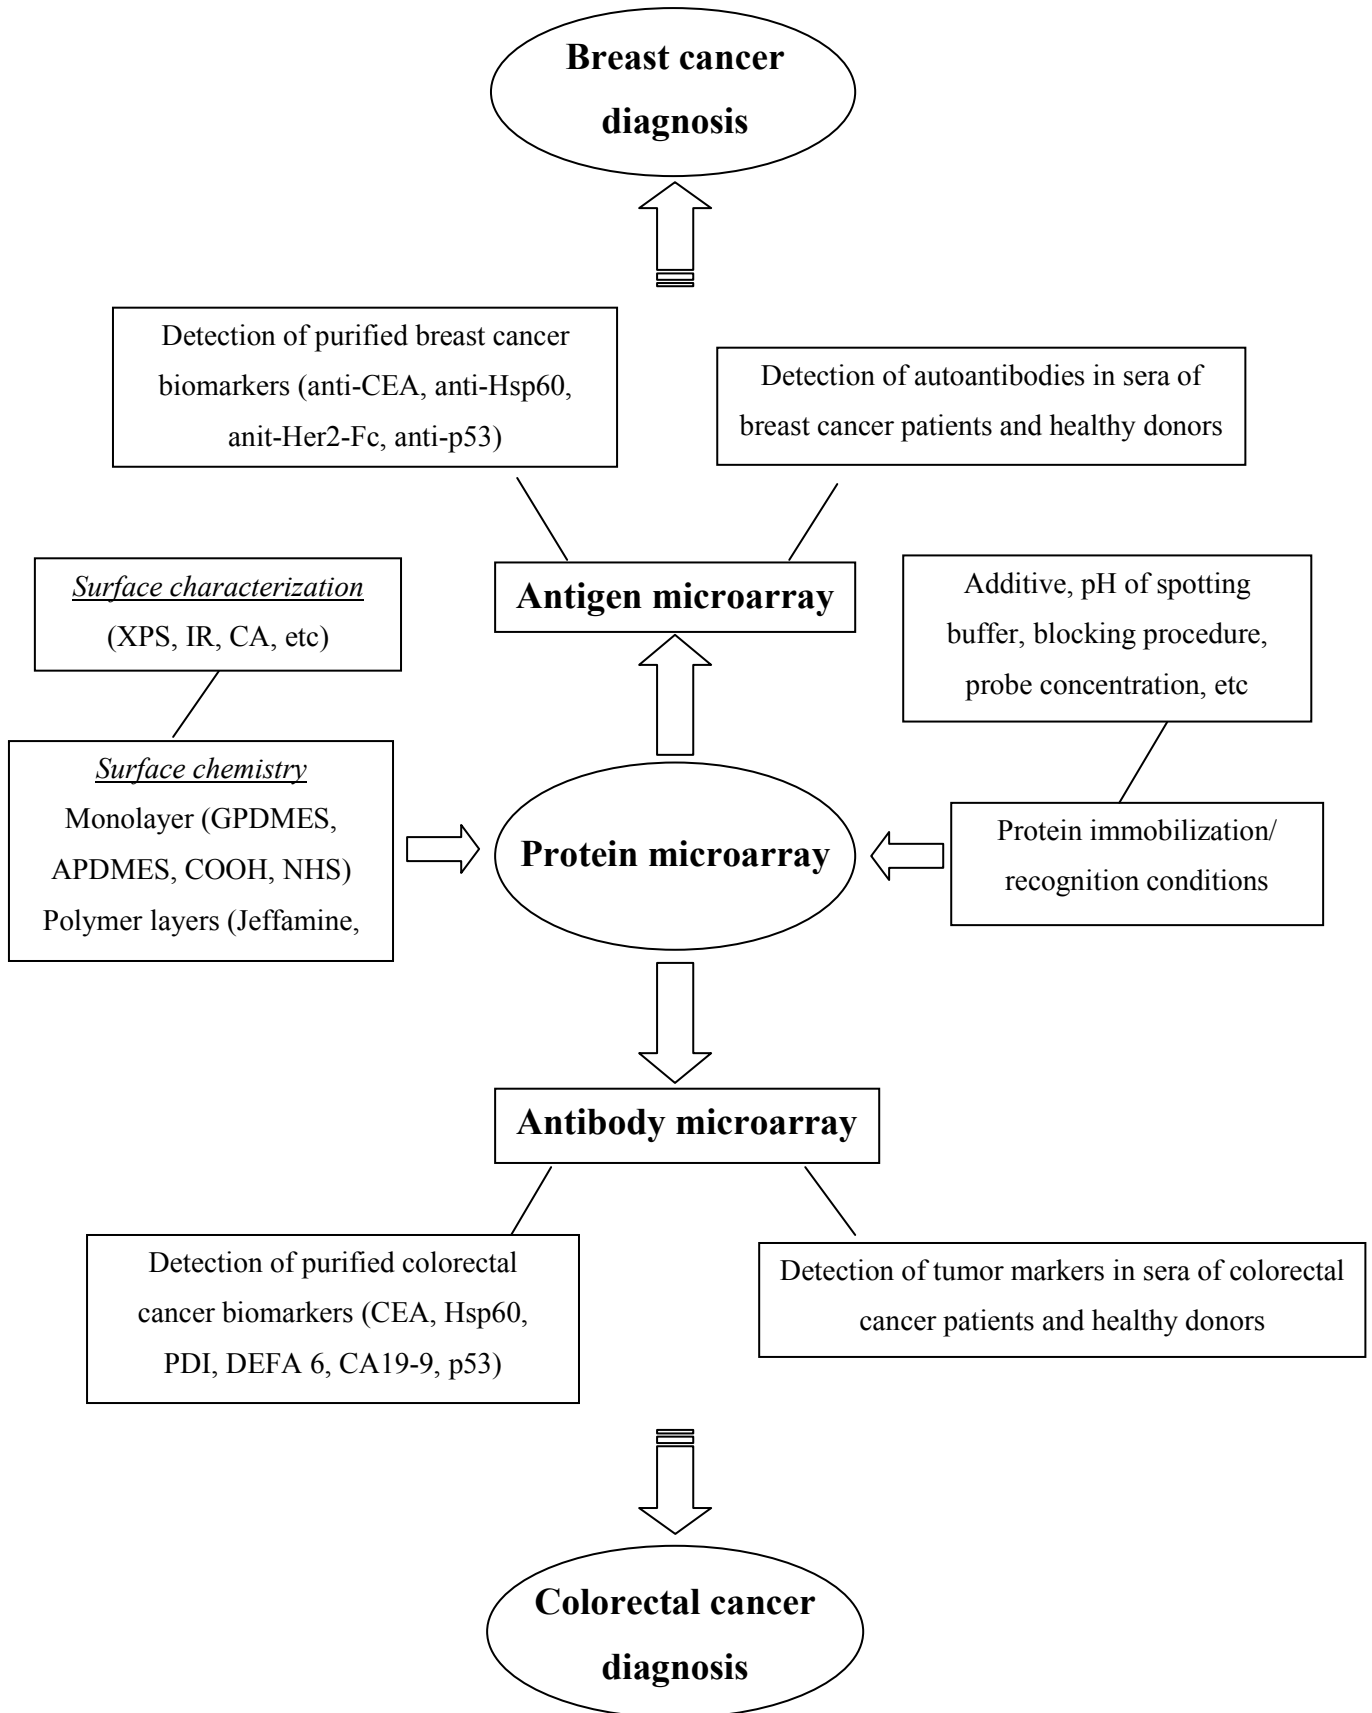 Breast cancer
diagnosis
Detection of purified breast cancer
biomarkers (anti-CEA, anti-Hsp60,
anit-Her2-Fc, anti-p53)
Detection of autoantibodies in sera of
breast cancer patients and healthy donors
Antigen microarray
Surface characterization
(XPS, IR, CA, etc)
Additive, pH of spotting
buffer, blocking procedure,
probe concentration, etc
Surface chemistry
Monolayer (GPDMES,
APDMES, COOH, NHS)
Polymer layers (Jeffamine,
Protein microarray
Protein immobilization/
recognition conditions
Antibody microarray
Detection of purified colorectal
cancer biomarkers (CEA, Hsp60,
PDI, DEFA 6, CA19-9, p53)
Detection of tumor markers in sera of colorectal
cancer patients and healthy donors
Colorectal cancer
diagnosis